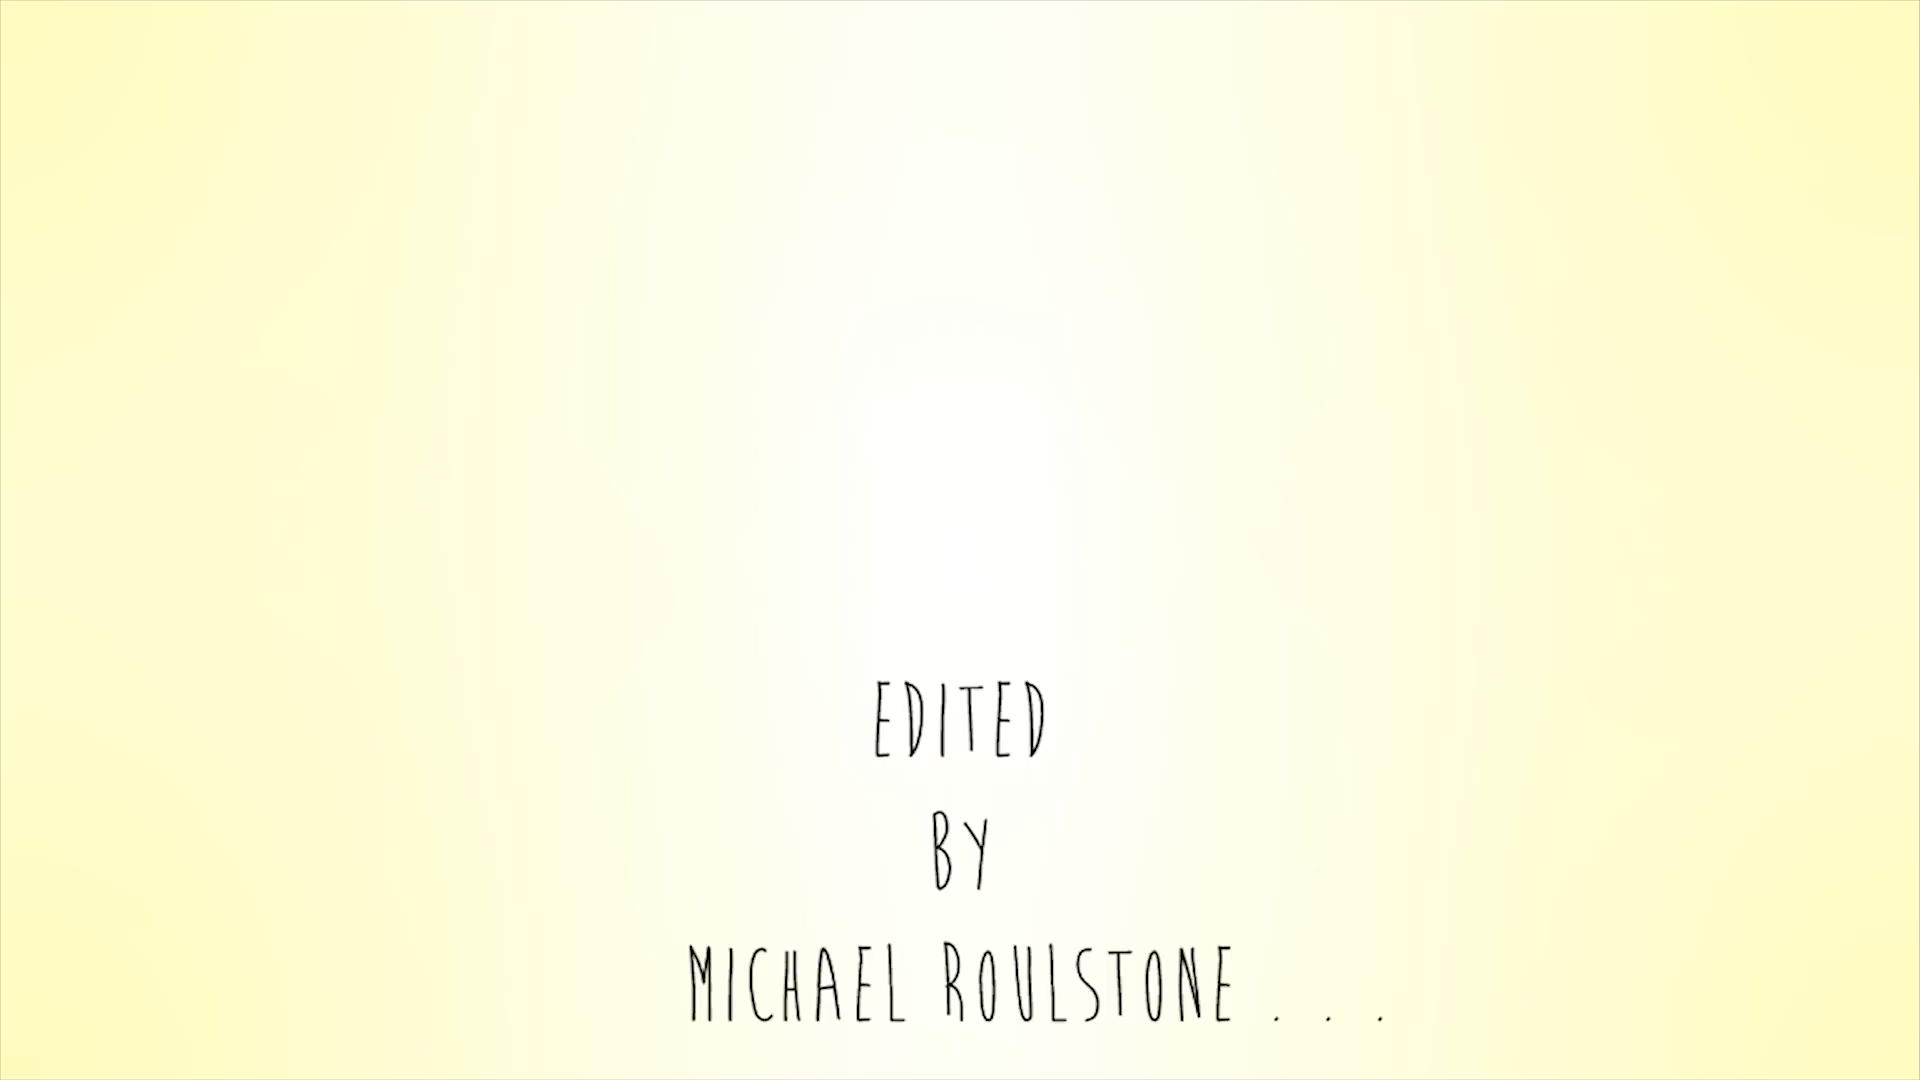 EDITED
BY
MICHAEL ROULSTONE . . .